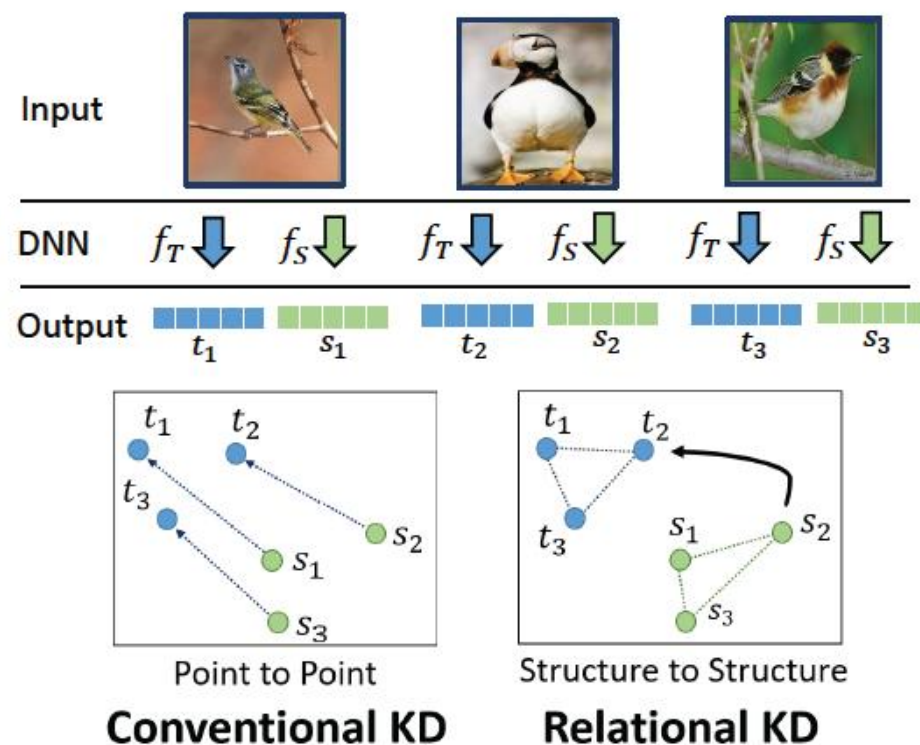 Input
DNN f_T f_S f_T f_S f_T f_S
Output
t_1 s_1 t_2 s_2 t_3 s_3
t_1 t_2
t_3
s_2
s_1
s_3
Point to Point
Conventional KD
t_1 t_2
t_3
s_1 s_2
s_3
Structure to Structure
Relational KD